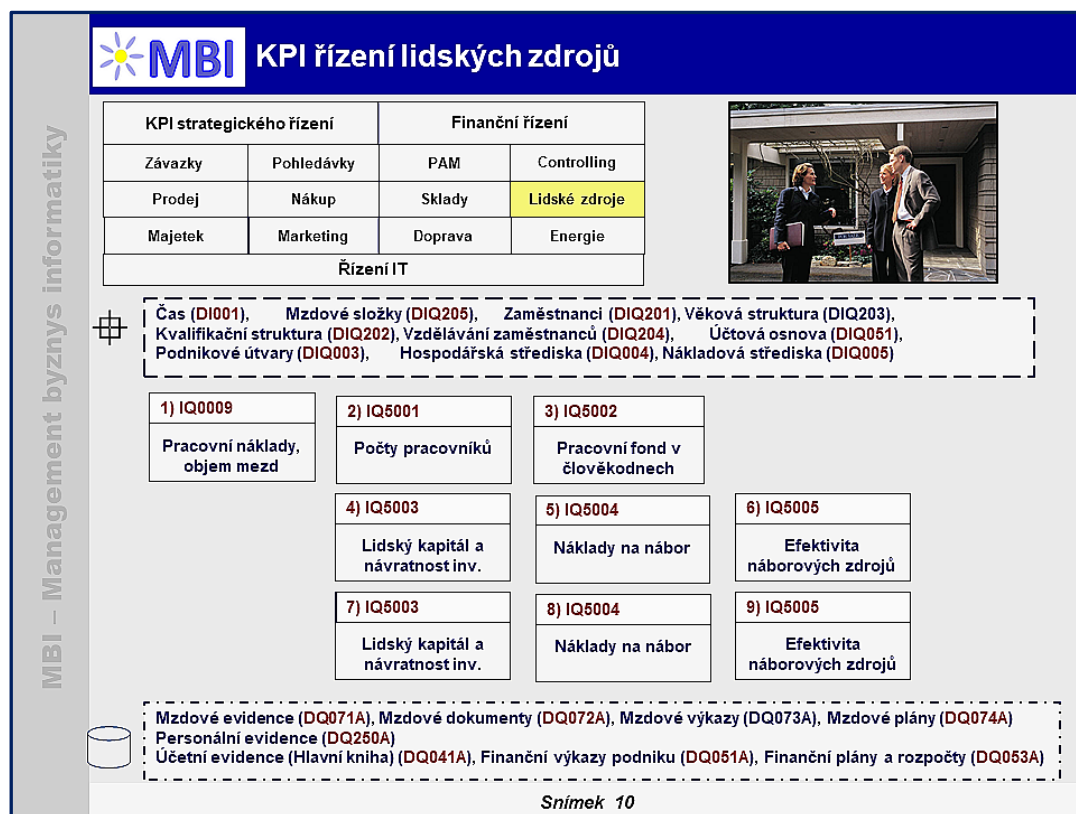 MBI
KPI řízení lidských zdrojů
MBI – Management byznys informatiky
KPI strategického řízení
Finanční řízení
Závazky
Pohledávky
PAM
Controlling
Prodej
Nákup
Sklady
Lidské zdroje
Majetek
Marketing
Doprava
Energie
Řízení IT
Čas (DI001), Mzdové složky (DIQ205), Zaměstnanci (DIQ201), Věková struktura (DIQ203),
Kvalifikační struktura (DIQ202), Vzdělávání zaměstnanců (DIQ204), Účtová osnova (DIQ051),
Podnikové útvary (DIQ003), Hospodářská střediska (DIQ004), Nákladová střediska (DIQ005)
1) IQ0009
Pracovní náklady,
objem mezd
2) IQ5001
Počty pracovníků
3) IQ5002
Pracovní fond v
člověkodnech
4) IQ5003
Lidský kapitál a
návratnost inv.
5) IQ5004
Náklady na nábor
6) IQ5005
Efektivita
náborových zdrojů
7) IQ5003
Lidský kapitál a
návratnost inv.
8) IQ5004
Náklady na nábor
9) IQ5005
Efektivita
náborových zdrojů
Mzdové evidence (DQ071A), Mzdové dokumenty (DQ072A), Mzdové výkazy (DQ073A), Mzdové plány (DQ074A)
Personální evidence (DQ250A)
Účetní evidence (Hlavní kniha) (DQ041A), Finanční výkazy podniku (DQ051A), Finanční plány a rozpočty (DQ053A)
Snímek 10